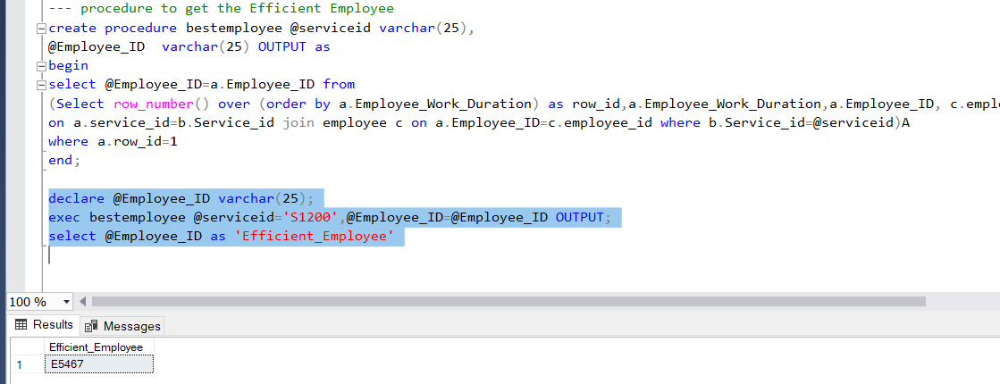 --- procedure to get the Efficient Employee
create procedure bestemployee @serviceid varchar(25),
@Employee_ID  varchar(25) OUTPUT as
begin
select @Employee_ID=a.Employee_ID from
(Select row_number() over (order by a.Employee_Work_Duration) as row_id,a.Employee_Work_Duration,a.Employee_ID, c.empl
on a.service_id=b.Service_id join employee c on a.Employee_ID=c.employee_id where b.Service_id=@serviceid)A
where a.row_id=1
end;
declare @Employee_ID varchar(25);
exec bestemployee @serviceid='S1200',@Employee_ID=@Employee_ID OUTPUT;
select @Employee_ID as 'Efficient_Employee'
100 %
Results Messages
Efficient_Employee
1 E5467